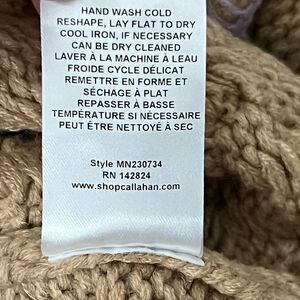 HAND WASH COLD
RESHAPE, LAY FLAT TO DRY
COOL IRON, IF NECESSARY
CAN BE DRY CLEANED
LAVER À LA MACHINE À LEAU
FROIDE CYCLE DÉLICAT
REMETTRE EN FORME ET
SÉCHAGE À PLAT
REPASSER À BASSE
TEMPÉRATURE SI NÉCESSAIRE
PEUT ÊTRE NETTOYÉ À SEC
Style MN230734
RN 142824
www.shopcallahan.com